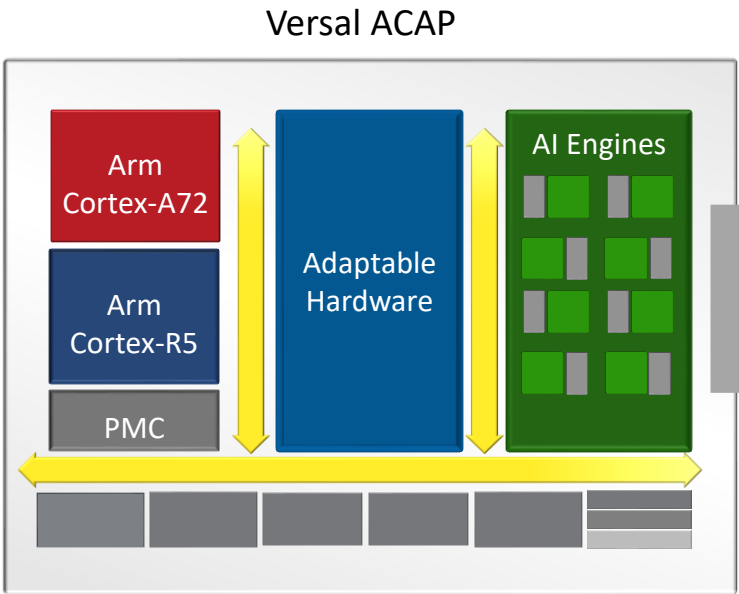 Versal ACAP
Arm
Cortex-A72
Arm
Cortex-R5
PMC
Adaptable
Hardware
AI Engines